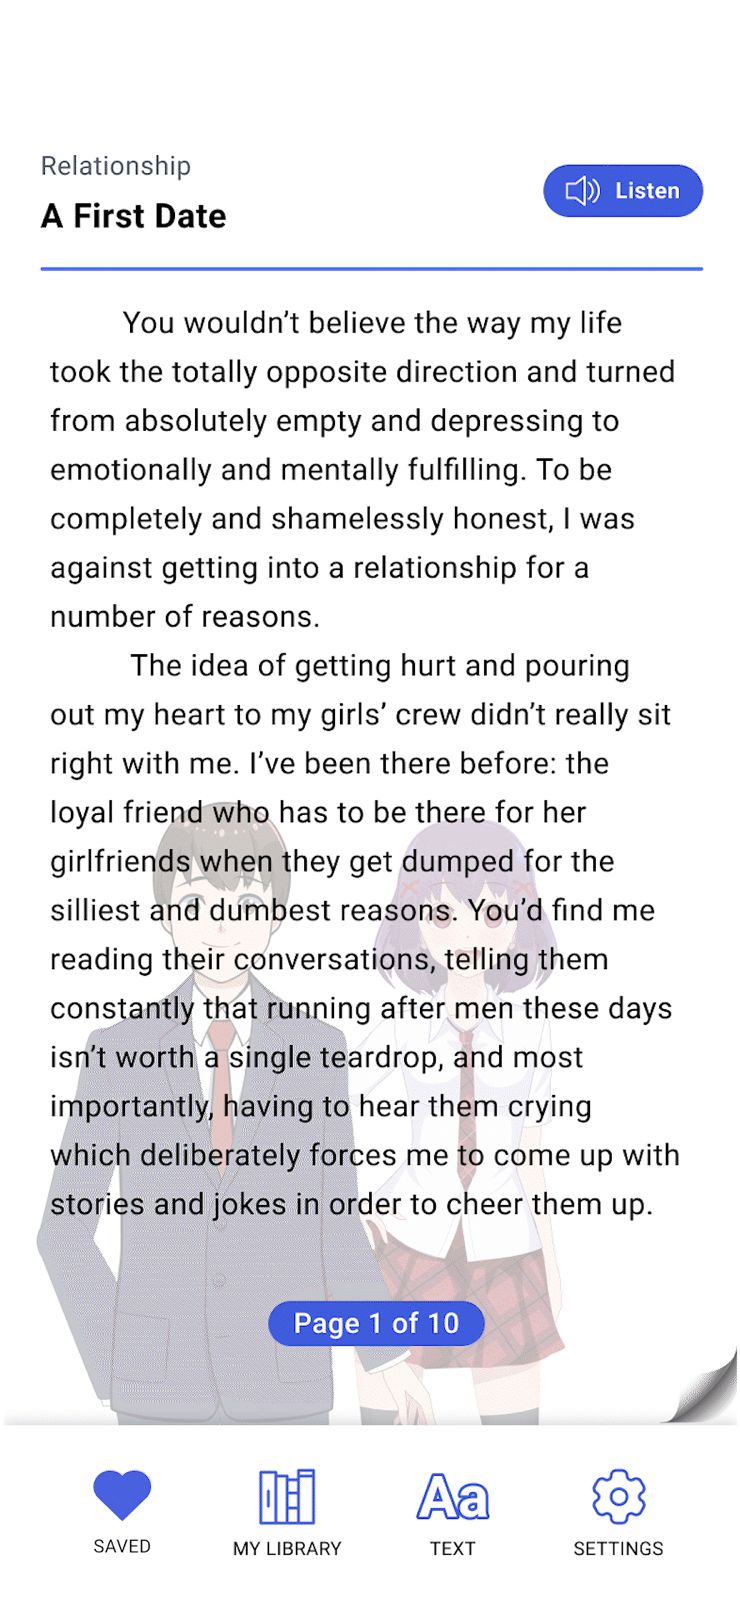 Relationship
A First Date
Listen
You wouldn’t believe the way my life
took the totally opposite direction and turned
from absolutely empty and depressing to
emotionally and mentally fulfilling. To be
completely and shamelessly honest, I was
against getting into a relationship for a
number of reasons.
The idea of getting hurt and pouring
out my heart to my girls’ crew didn’t really sit
right with me. I’ve been there before: the
loyal friend who has to be there for her
girlfriends when they get dumped for the
silliest and dumbest reasons. You’d find me
reading their conversations, telling them
constantly that running after men these days
isn’t worth a single teardrop, and most
importantly, having to hear them crying
which deliberately forces me to come up with
stories and jokes in order to cheer them up.
Page 1 of 10
Aa
SAVED
MY LIBRARY
TEXT
SETTINGS